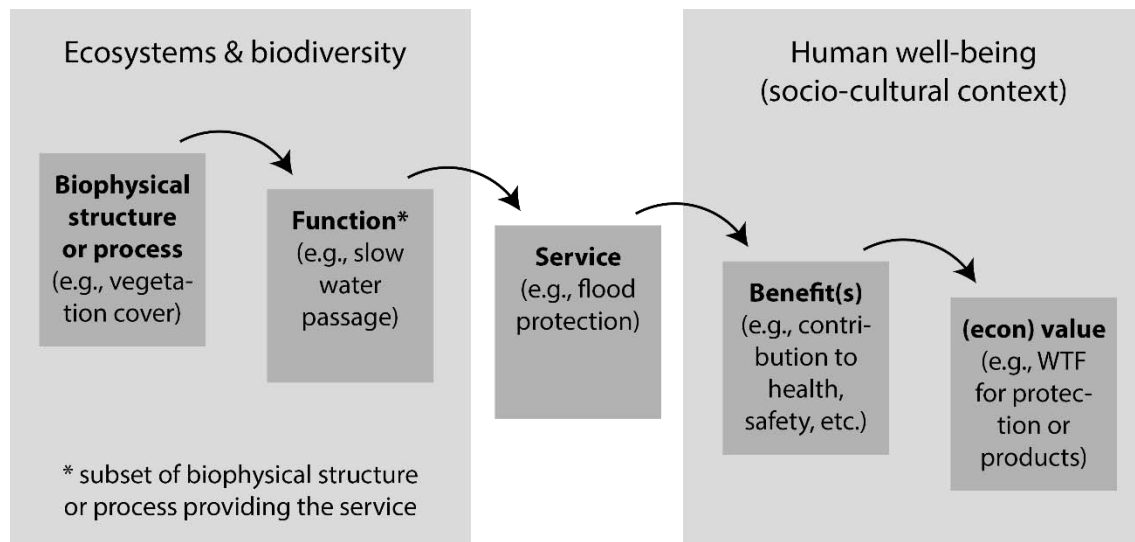 Ecosystems & biodiversity
Human well-being
(socio-cultural context)
Biophysical
structure
or process
(e.g., vegeta-
tion cover)
Function*
(e.g., slow
water
passage)
Service
(e.g., flood
protection)
Benefit(s)
(e.g., contri-
bution to
health,
safety, etc.)
(econ) value
(e.g., WTF
for protec-
tion or
products)
* subset of biophysical structure
or process providing the service